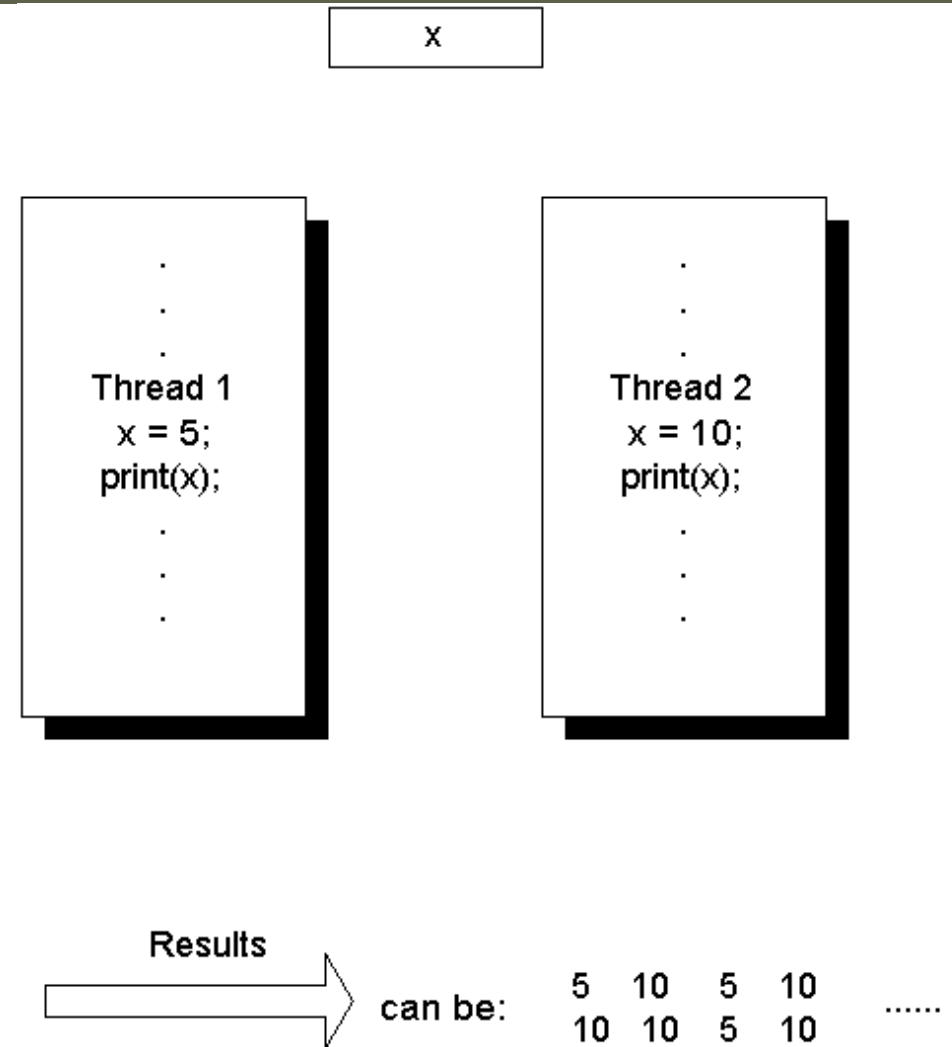 x
.
.
.
Thread 1
x = 5;
print(x);
.
.
.
.
.
.
Thread 2
x = 10;
print(x);
.
.
.
Results
can be:
5 10 5 10
10 10 5 10
......